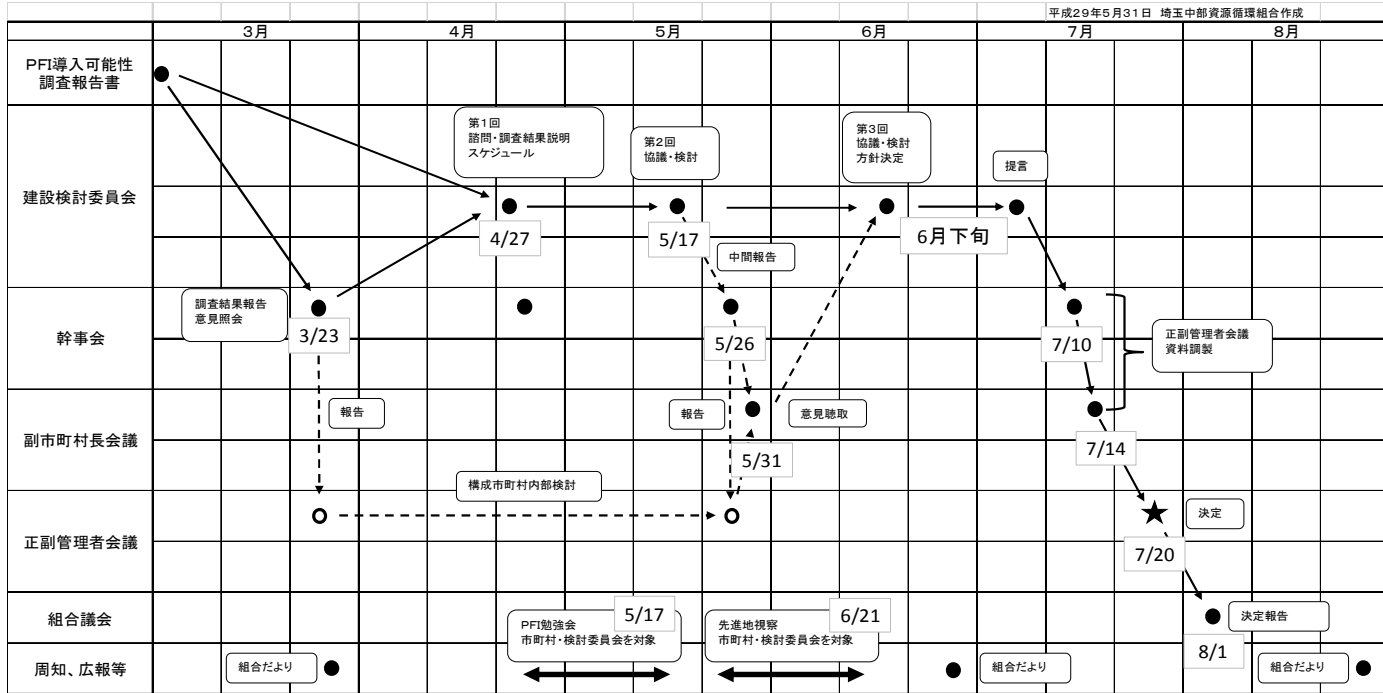 平成29年5月31日 埼玉中部資源循環組合作成
3月 4月 5月 6月 7月 8月
PFI導入可能性
調査報告書
建設検討委員会
第1回
諮問・調査結果説明
スケジュール
第2回
協議・検討
第3回
協議・検討
方針決定
提言
4/27
5/17
6月下旬
中間報告
幹事会
調査結果報告
意見照会
3/23
5/26
7/10
正副管理者会議
資料調製
副市町村長会議
報告
報告
意見聴取
5/31
7/14
正副管理者会議
構成市町村内部検討
決定
7/20
組合議会
PFI勉強会
市町村・検討委員会を対象
5/17
先進地視察
市町村・検討委員会を対象
6/21
決定報告
8/1
周知、広報等
組合だより
組合だより
組合だより